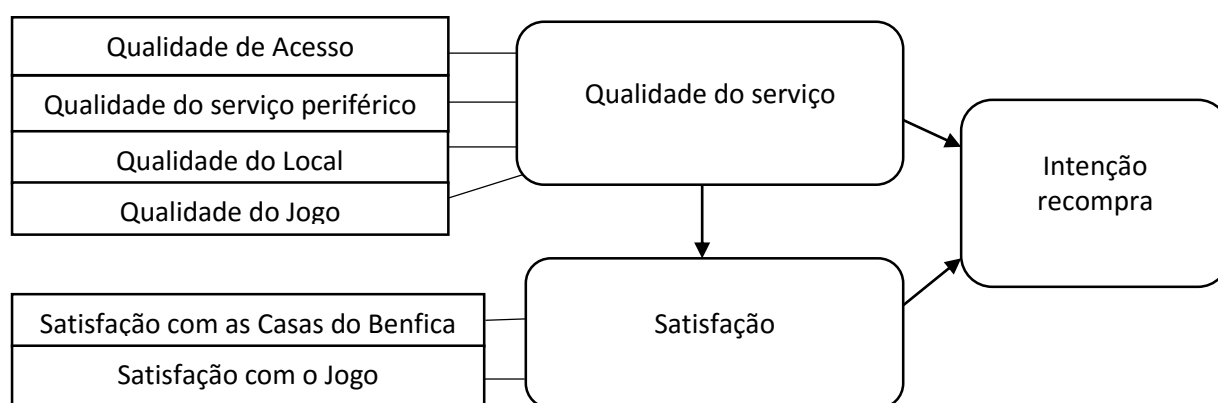 Qualidade de Acesso
Qualidade do serviço periférico
Qualidade do Local
Qualidade do Jogo
Qualidade do serviço
Intenção
recompra
Satisfação com as Casas do Benfica
Satisfação com o Jogo
Satisfação